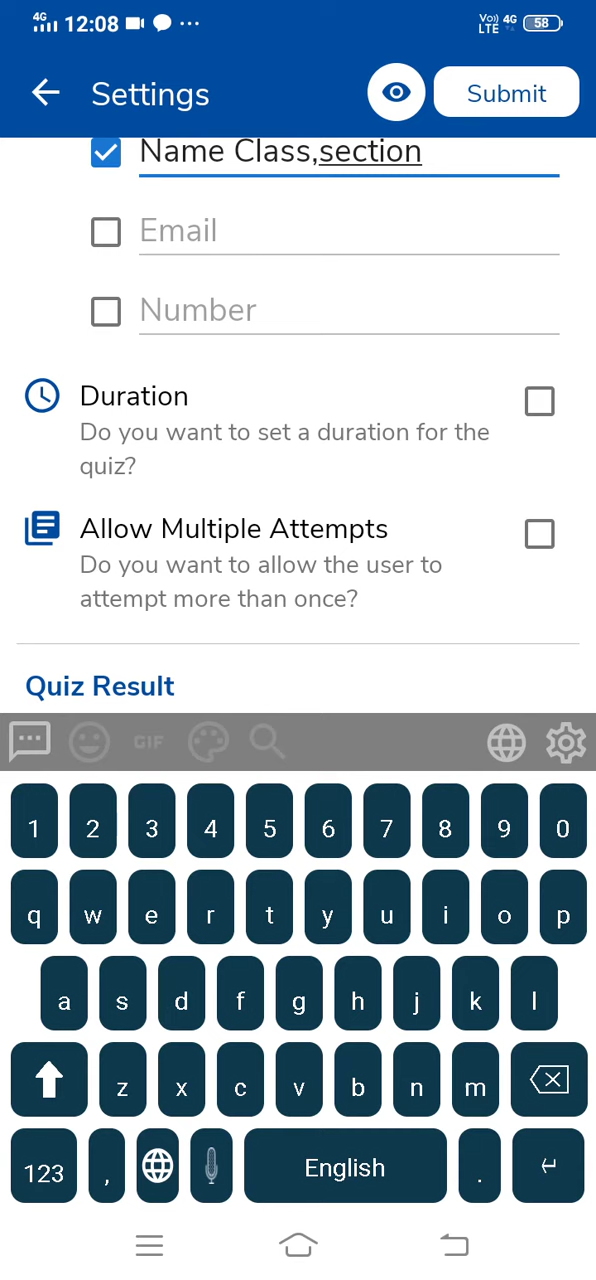 4G 12:08 ... Vo)) LTE 4G 58
Settings Submit
Name Class,section
Email
Number
Duration
Do you want to set a duration for the
quiz?
Allow Multiple Attempts
Do you want to allow the user to
attempt more than once?
Quiz Result
GIF
1 2 3 4 5 6 7 8 9 0
q w e r t y u i o p
a s d f g h j k l
z x c v b n m
123 , English .